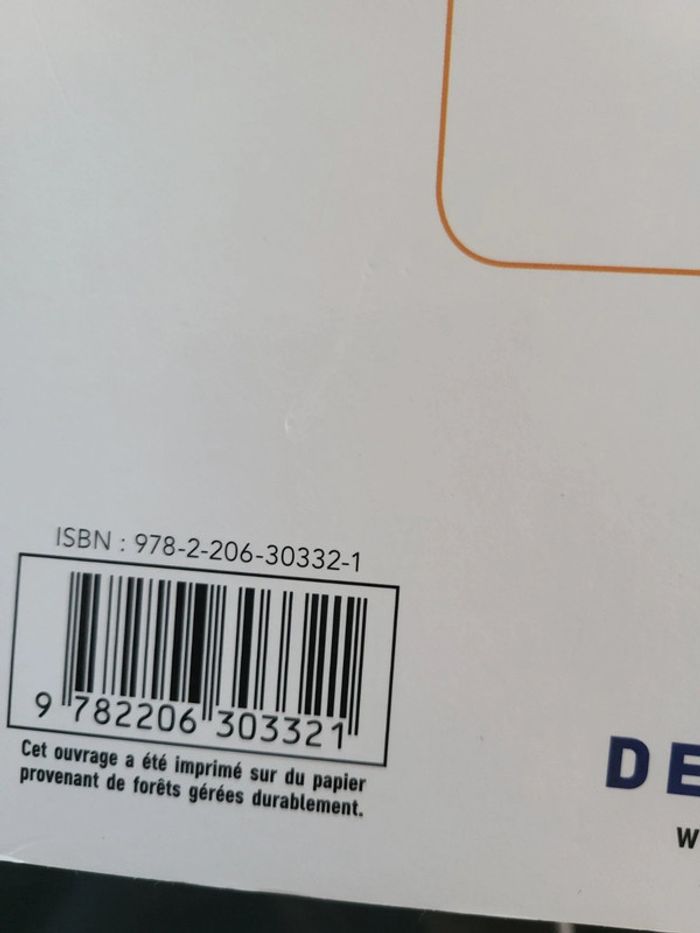 ISBN : 978-2-206-30332-1
9 782206 303321
Cet ouvrage a été imprimé sur du papier
provenant de forêts gérées durablement.
DE
w